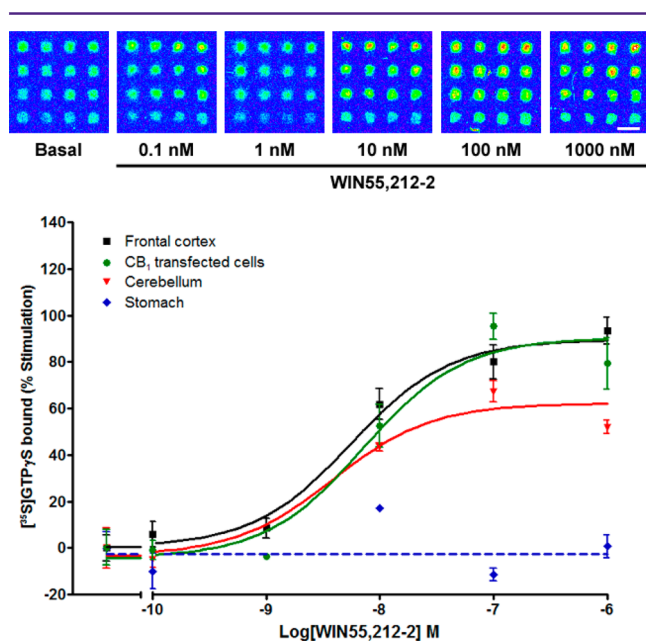 Basal 0.1 nM 1 nM 10 nM 100 nM 1000 nM
WIN55,212-2
140
120
100
80
60
40
20
0
-20
Frontal cortex
CB₁ transfected cells
Cerebellum
Stomach
[³⁵S]GTPγS bound (% Stimulation)
-10 -9 -8 -7 -6
Log[WIN55,212-2] M